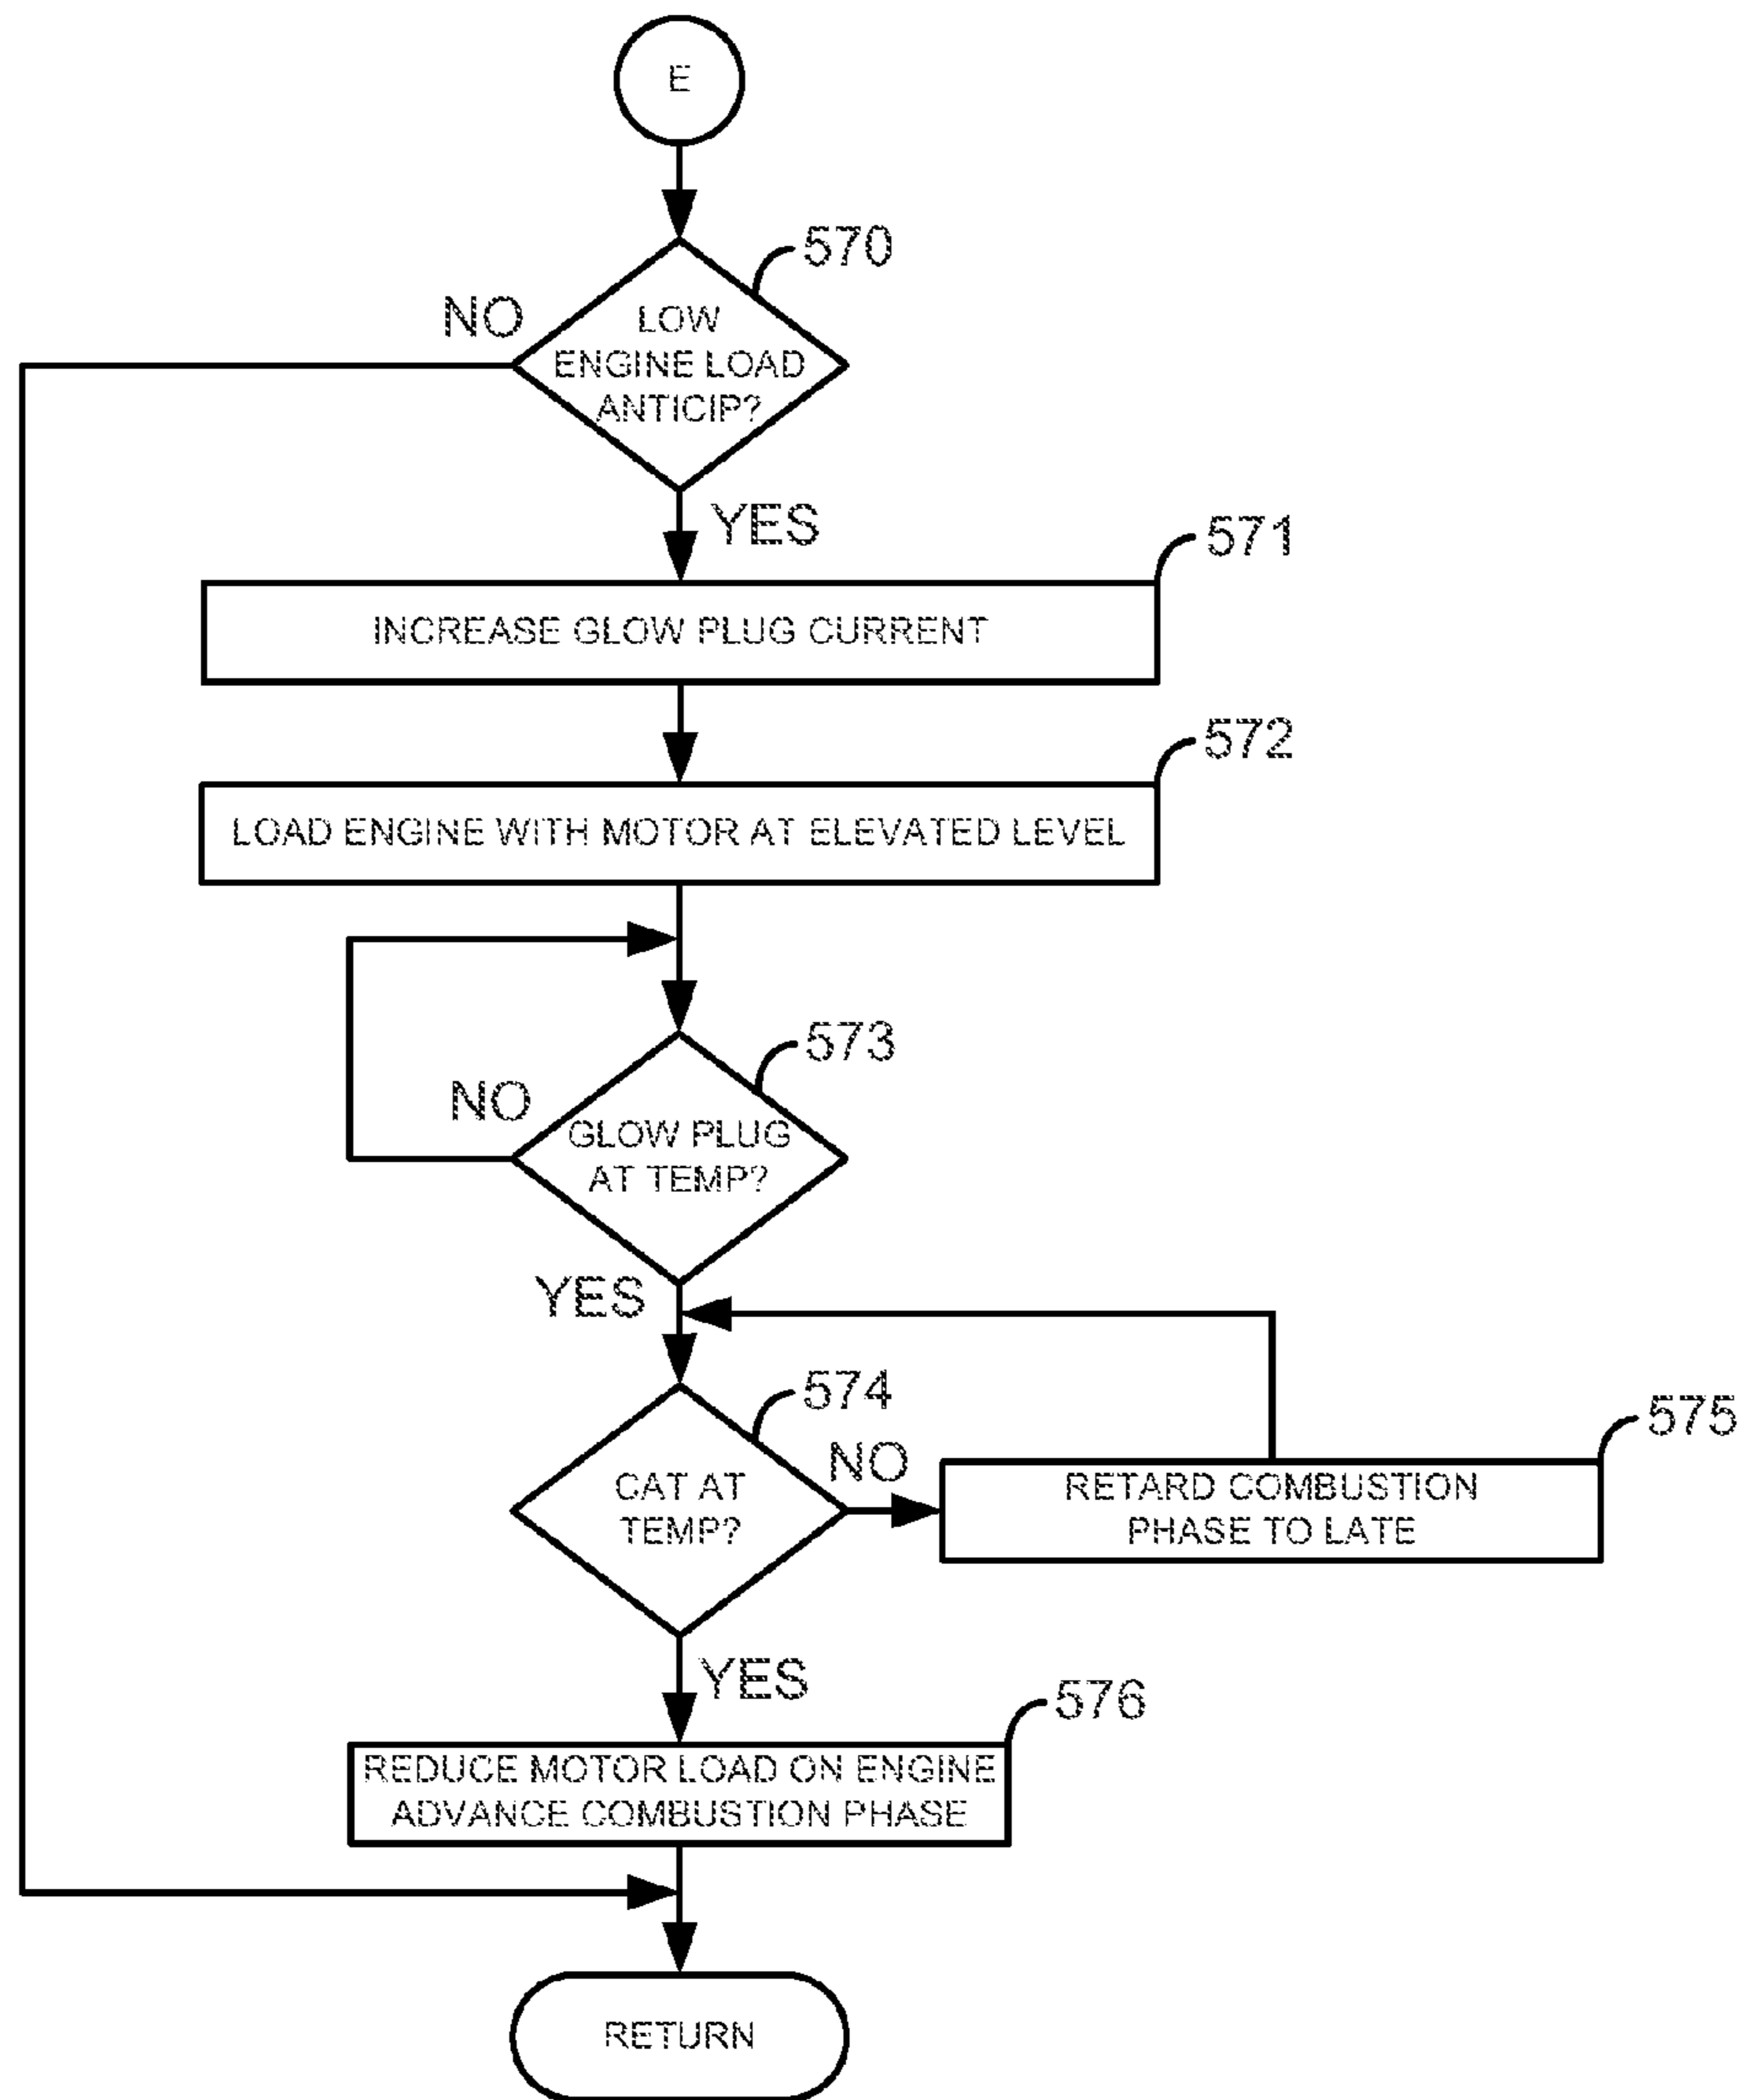 E
570
NO
LOW
ENGINE LOAD
ANTICIP?
YES
571
INCREASE GLOW PLUG CURRENT
572
LOAD ENGINE WITH MOTOR AT ELEVATED LEVEL
573
NO
GLOW PLUG
AT TEMP?
YES
574
NO
CAT AT
TEMP?
575
RETARD COMBUSTION
PHASE TO LATE
YES
576
REDUCE MOTOR LOAD ON ENGINE
ADVANCE COMBUSTION PHASE
RETURN